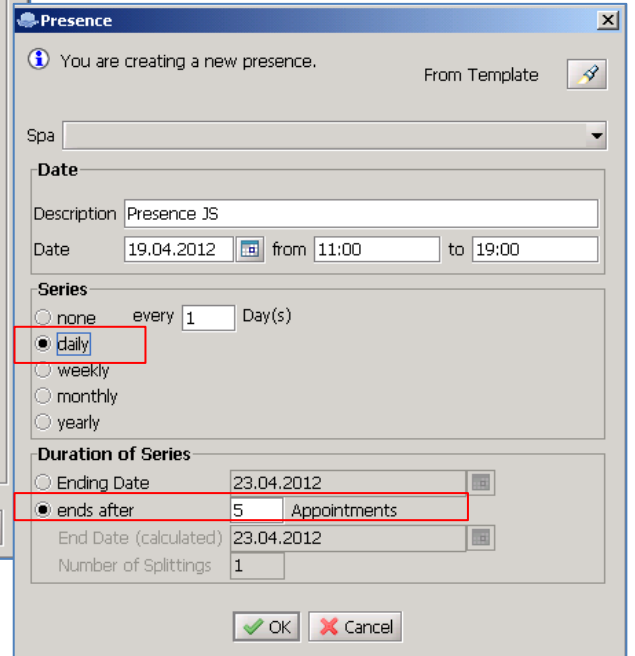 Presence
You are creating a new presence.
From Template
Spa
Date
Description Presence JS
Date 19.04.2012 from 11:00 to 19:00
Series
none every 1 Day(s)
daily
weekly
monthly
yearly
Duration of Series
Ending Date 23.04.2012
ends after 5 Appointments
End Date (calculated) 23.04.2012
Number of Splittings 1
OK Cancel